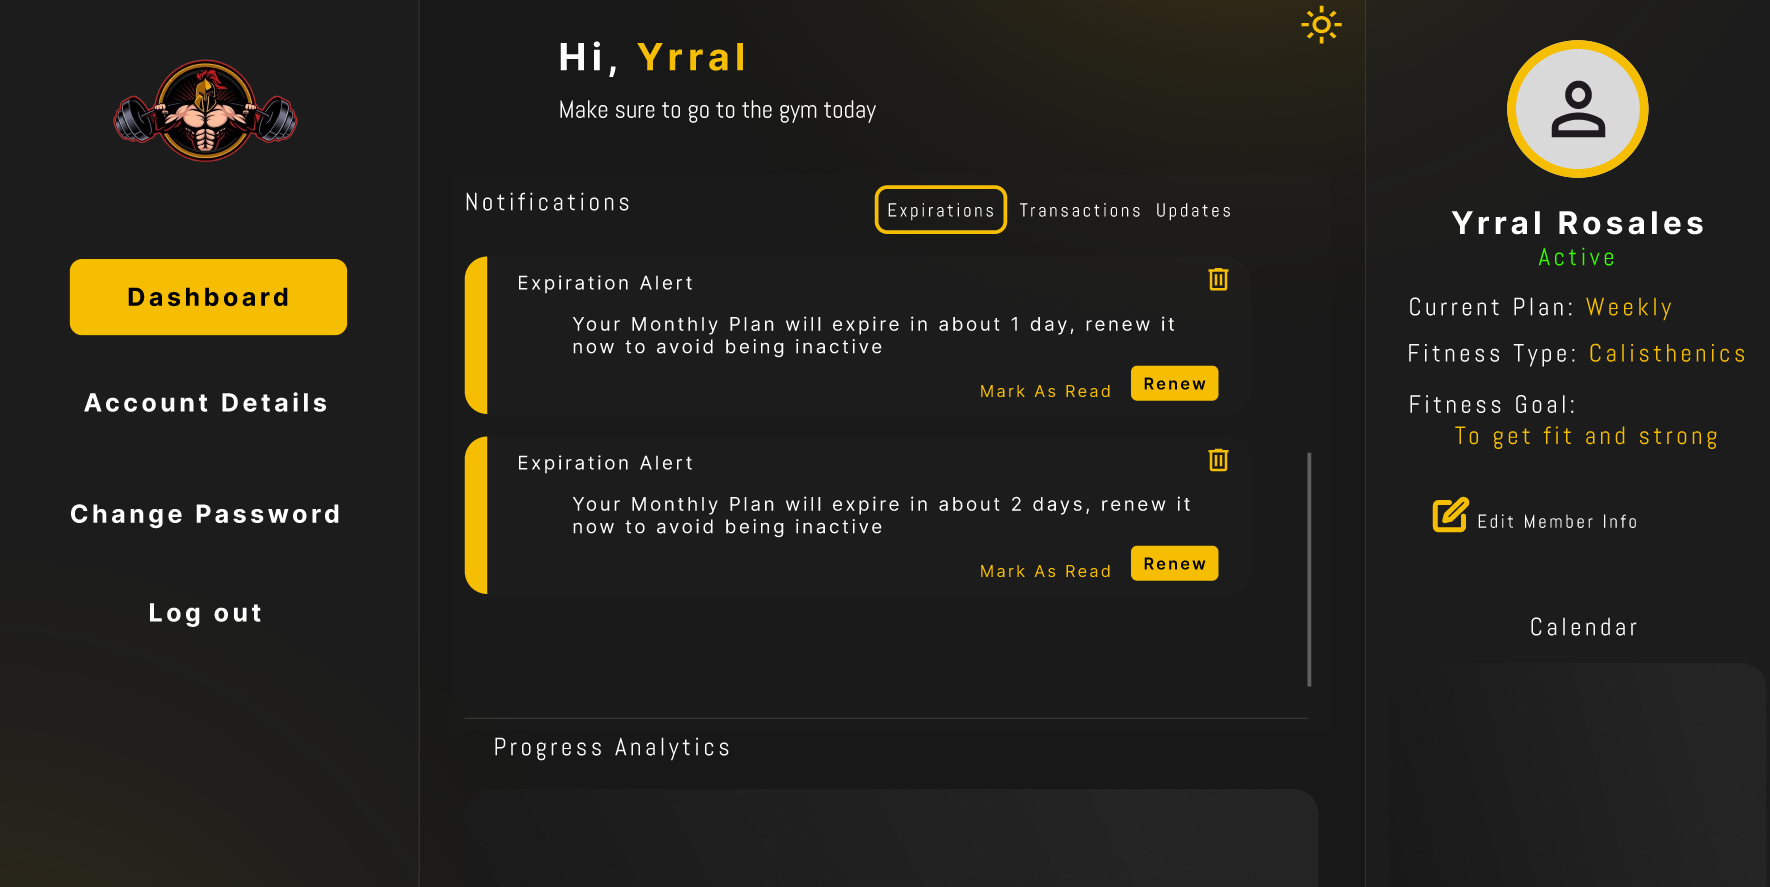 Hi, Yrral
Make sure to go to the gym today
Dashboard
Account Details
Change Password
Log out
Notifications
Expirations Transactions Updates
Expiration Alert
Your Monthly Plan will expire in about 1 day, renew it
now to avoid being inactive
Mark As Read Renew
Expiration Alert
Your Monthly Plan will expire in about 2 days, renew it
now to avoid being inactive
Mark As Read Renew
Progress Analytics
Yrral Rosales
Active
Current Plan: Weekly
Fitness Type: Calisthenics
Fitness Goal:
To get fit and strong
Edit Member Info
Calendar